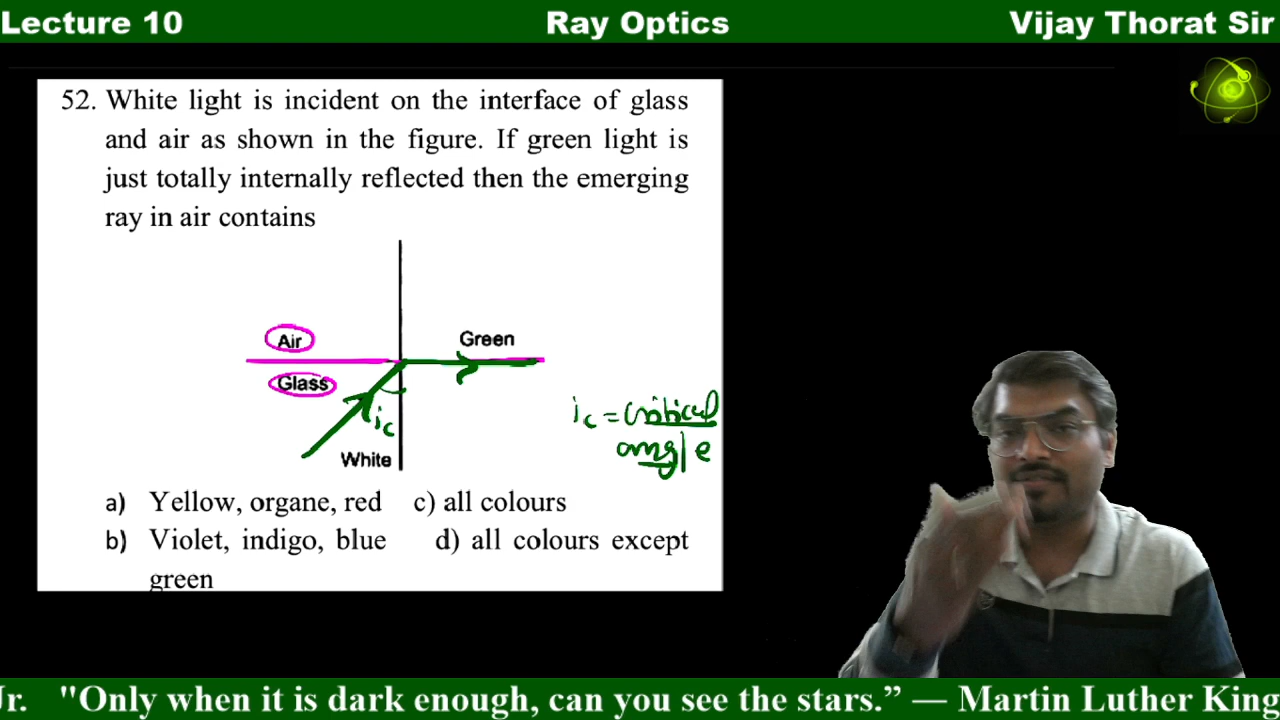 Lecture 10
Ray Optics
Vijay Thorat Sir
52. White light is incident on the interface of glass
and air as shown in the figure. If green light is
just totally internally reflected then the emerging
ray in air contains
Air
Green
Glass
ic
White
ic = critical
angle
a) Yellow, organe, red c) all colours
b) Violet, indigo, blue d) all colours except
green
Jr. "Only when it is dark enough, can you see the stars.” — Martin Luther King